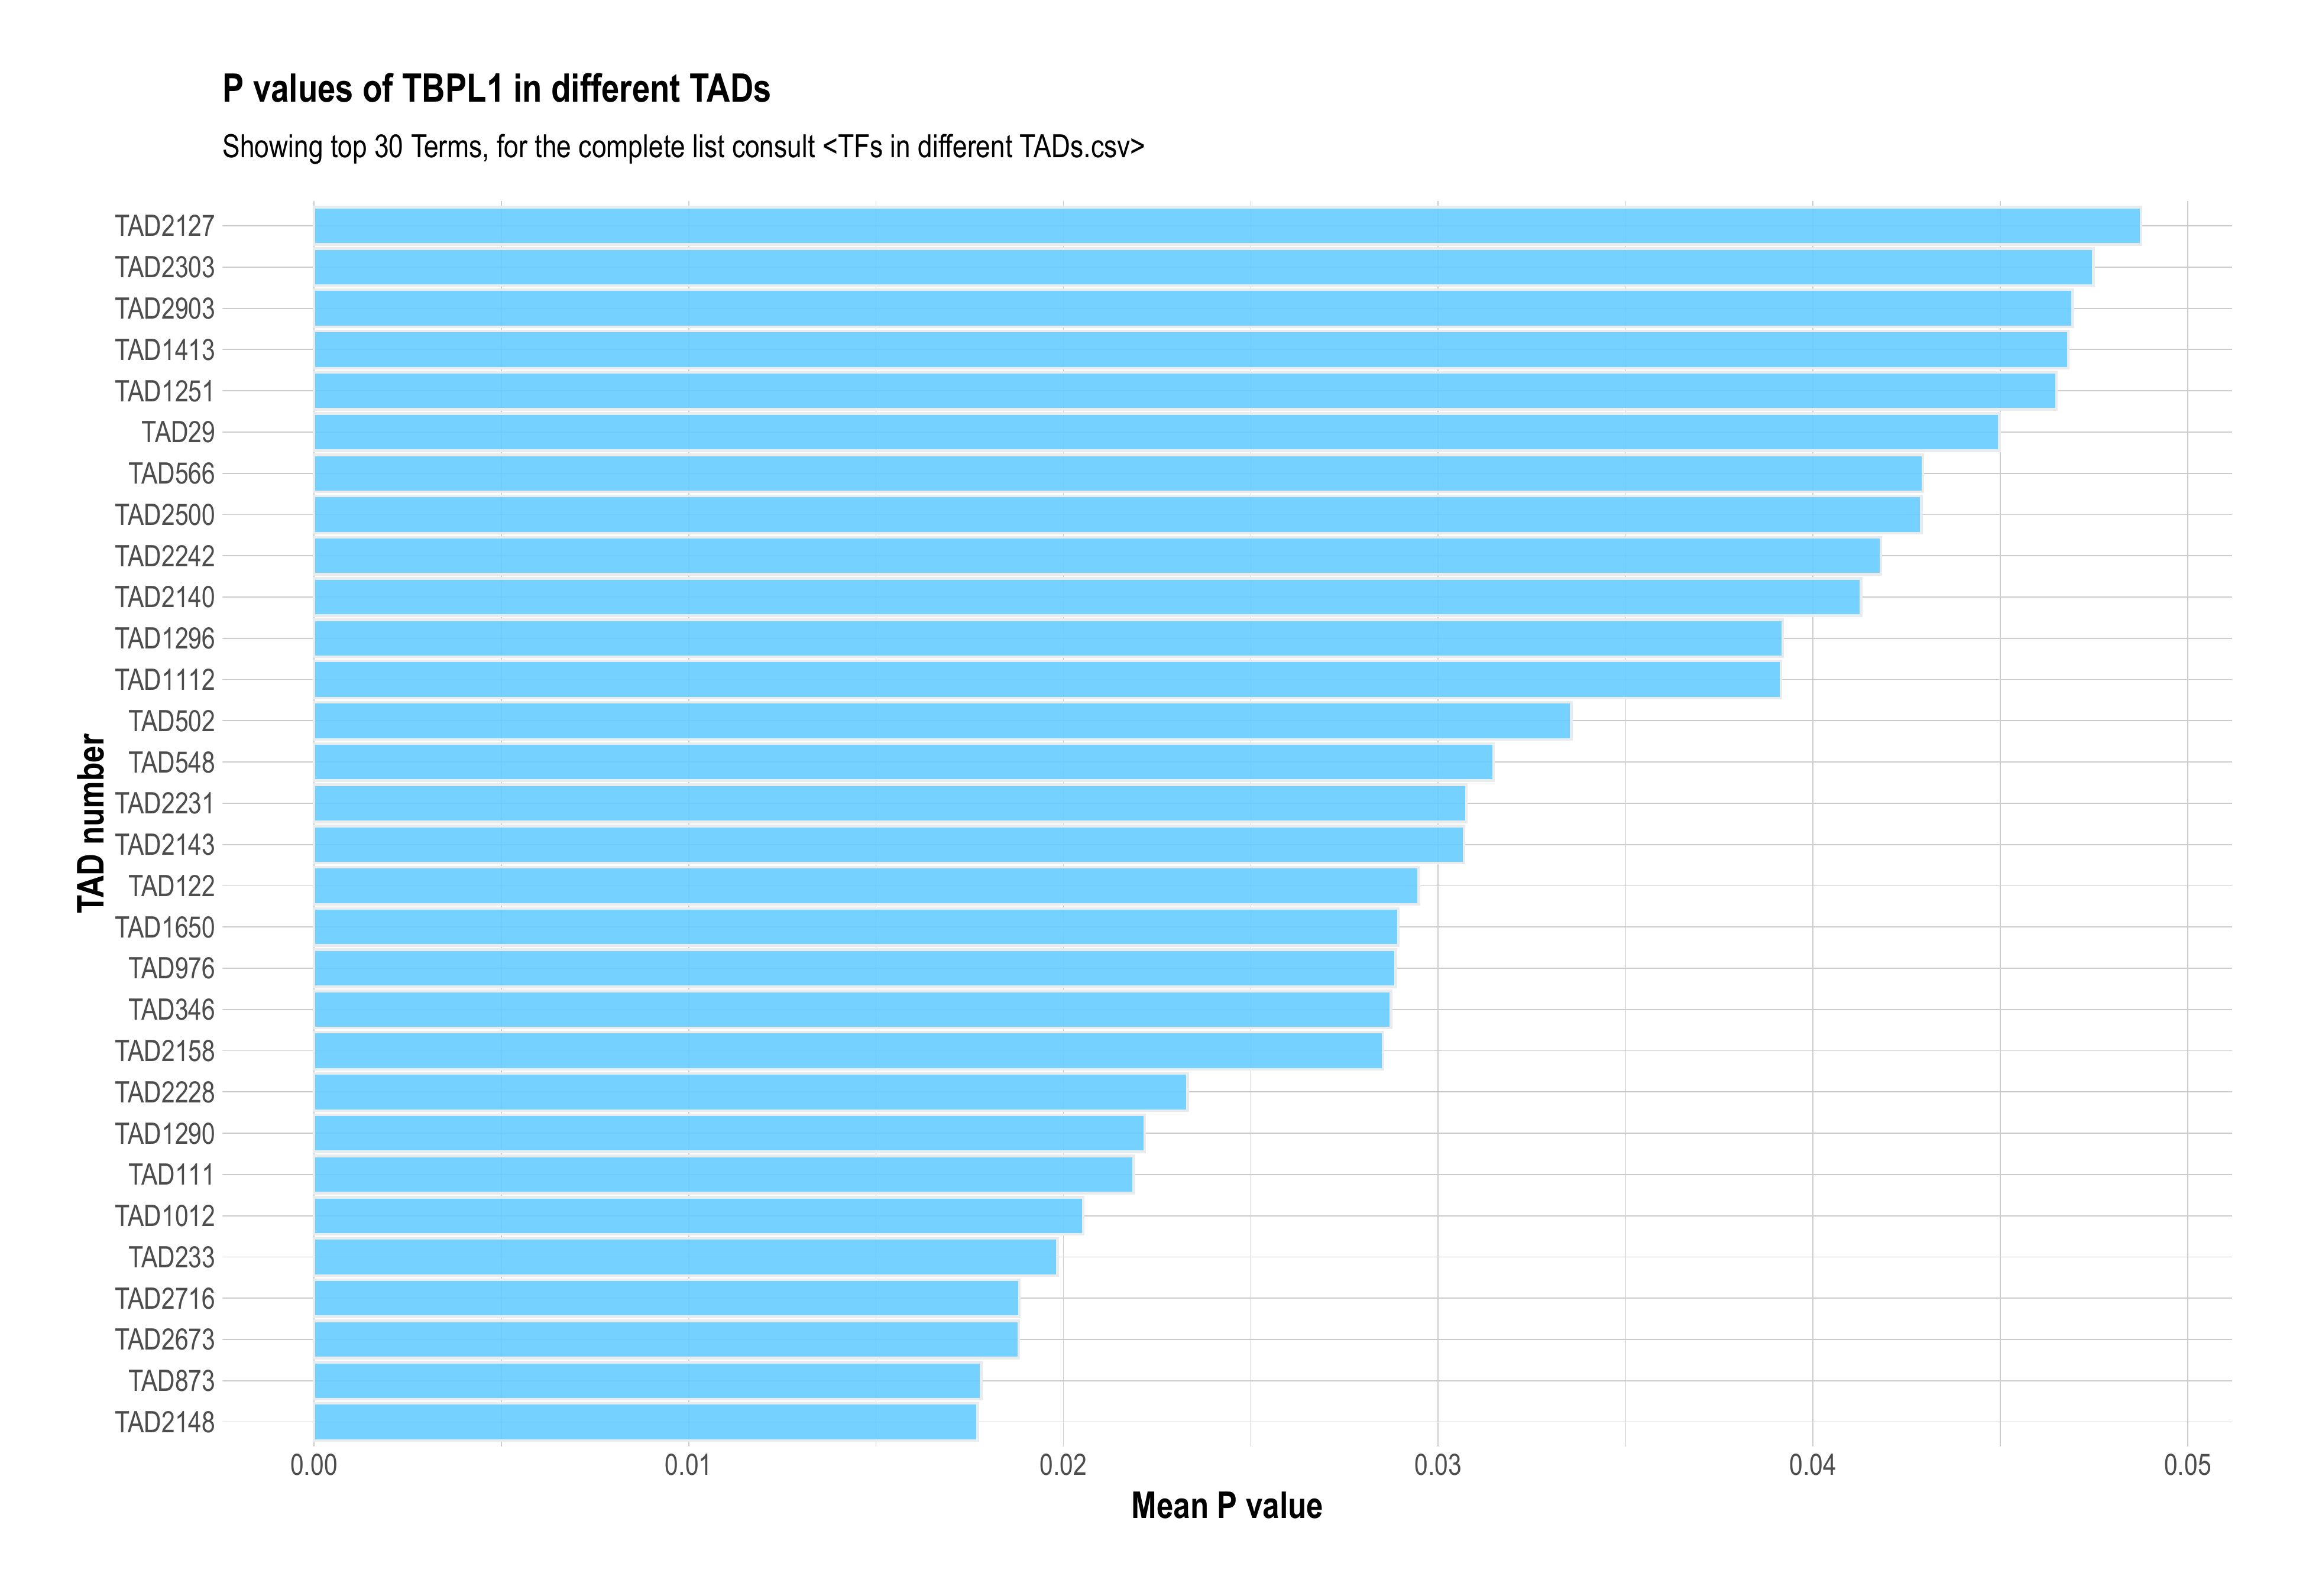 P values of TBPL1 in different TADs
Showing top 30 Terms, for the complete list consult <TFs in different TADs.csv>
TAD number
TAD2127
TAD2303
TAD2903
TAD1413
TAD1251
TAD29
TAD566
TAD2500
TAD2242
TAD2140
TAD1296
TAD1112
TAD502
TAD548
TAD2231
TAD2143
TAD122
TAD1650
TAD976
TAD346
TAD2158
TAD2228
TAD1290
TAD111
TAD1012
TAD233
TAD2716
TAD2673
TAD873
TAD2148
0.00 0.01 0.02 0.03 0.04 0.05
Mean P value